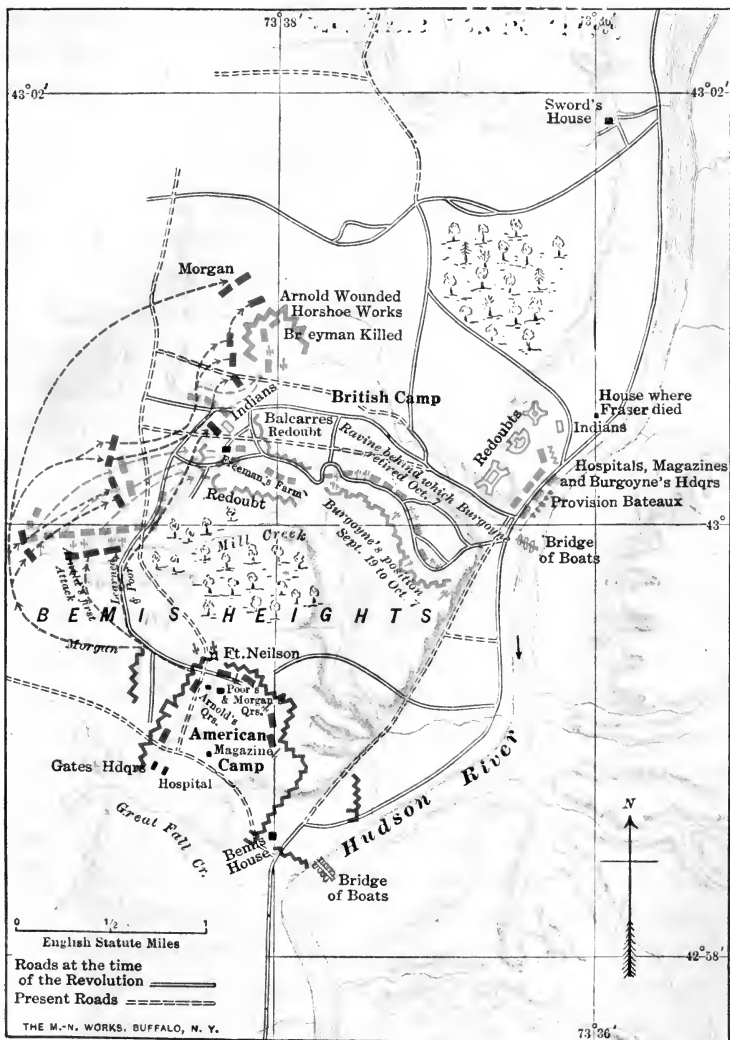 73°38′
43°02′
43°02′
Sword's
House
Morgan
Arnold Wounded
Horshoe Works
Breyman Killed
British Camp
Indians
Balcarres
Redoubt
Ravine behind which Burgoyne
retired Oct. 7
Redoubts
House where
Fraser died
Indians
Hospitals, Magazines
and Burgoyne's Hdqrs
Provision Bateaux
Freeman's Farm
Redoubt
43°
Bridge
of Boats
Mill Creek
Burgoyne's position
Sept. 19 to Oct. 7
Arnold's first
Attack
Learned
& Poor
BEMIS HEIGHTS
Morgan
Ft. Neilson
Poor's
& Morgan's
Qrs.
Arnold's
Qrs.
American
Magazine
Camp
Gates' Hdqrs
Hospital
Hudson River
Great Fall Cr.
Bemis
House
Bridge
of Boats
N
0 1/2 1
English Statute Miles
42°58′
Roads at the time
of the Revolution
Present Roads
THE M.-N. WORKS, BUFFALO, N. Y.
73°36′